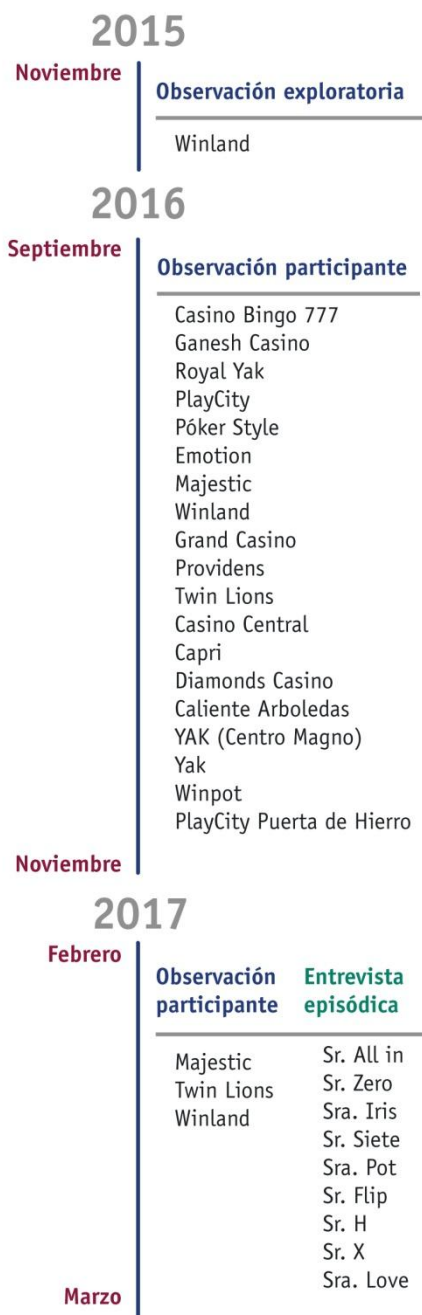 2015
Noviembre
Observación exploratoria
Winland
2016
Septiembre
Observación participante
Casino Bingo 777
Ganesh Casino
Royal Yak
PlayCity
Póker Style
Emotion
Majestic
Winland
Grand Casino
Providens
Twin Lions
Casino Central
Capri
Diamonds Casino
Caliente Arboledas
YAK (Centro Magno)
Yak
Winpot
PlayCity Puerta de Hierro
Noviembre
2017
Febrero
Observación
participante
Majestic
Twin Lions
Winland
Entrevista
episódica
Sr. All in
Sr. Zero
Sra. Iris
Sr. Siete
Sra. Pot
Sr. Flip
Sr. H
Sr. X
Sra. Love
Marzo